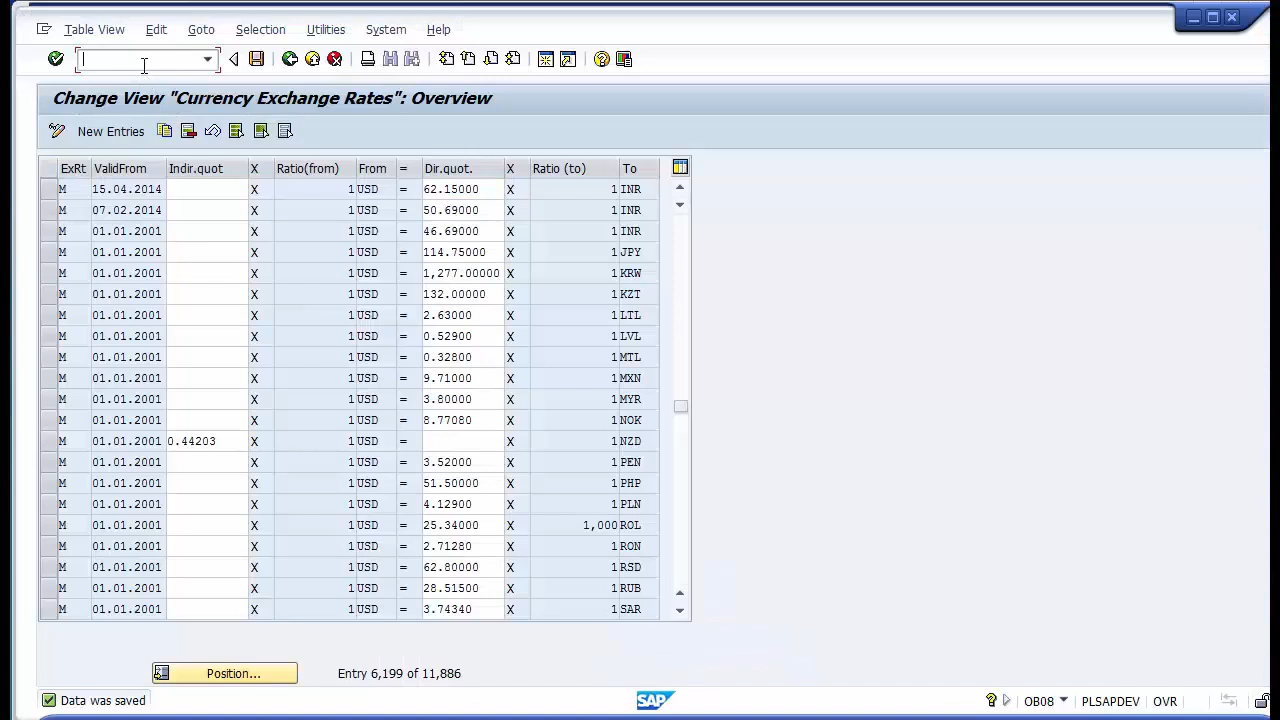 Table View Edit Goto Selection Utilities System Help
Change View "Currency Exchange Rates": Overview
New Entries
ExRt ValidFrom Indir.quot X Ratio(from) From = Dir.quot. X Ratio (to) To
M 15.04.2014 X 1 USD = 62.15000 X 1 INR
M 07.02.2014 X 1 USD = 50.69000 X 1 INR
M 01.01.2001 X 1 USD = 46.69000 X 1 INR
M 01.01.2001 X 1 USD = 114.75000 X 1 JPY
M 01.01.2001 X 1 USD = 1,277.00000 X 1 KRW
M 01.01.2001 X 1 USD = 132.00000 X 1 KZT
M 01.01.2001 X 1 USD = 2.63000 X 1 LTL
M 01.01.2001 X 1 USD = 0.52900 X 1 LVL
M 01.01.2001 X 1 USD = 0.32800 X 1 MTL
M 01.01.2001 X 1 USD = 9.71000 X 1 MXN
M 01.01.2001 X 1 USD = 3.80000 X 1 MYR
M 01.01.2001 X 1 USD = 8.77080 X 1 NOK
M 01.01.2001 0.44203 X 1 USD = X 1 NZD
M 01.01.2001 X 1 USD = 3.52000 X 1 PEN
M 01.01.2001 X 1 USD = 51.50000 X 1 PHP
M 01.01.2001 X 1 USD = 4.12900 X 1 PLN
M 01.01.2001 X 1 USD = 25.34000 X 1,000 ROL
M 01.01.2001 X 1 USD = 2.71280 X 1 RON
M 01.01.2001 X 1 USD = 62.80000 X 1 RSD
M 01.01.2001 X 1 USD = 28.51500 X 1 RUB
M 01.01.2001 X 1 USD = 3.74340 X 1 SAR
Position... Entry 6,199 of 11,886
Data was saved SAP OB08 PLSAPDEV OVR